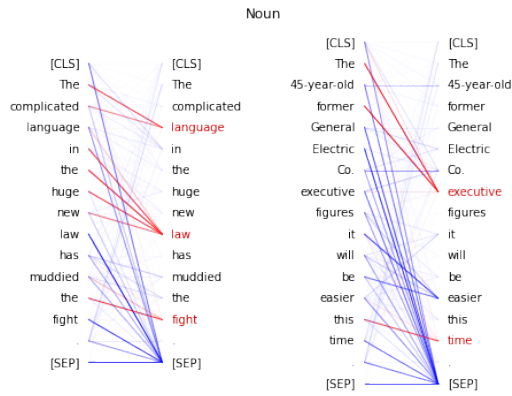 Noun
[CLS] [CLS]
The The
complicated complicated
language language
in in
the the
huge huge
new new
law law
has has
muddied muddied
the the
fight fight
. .
[SEP] [SEP]
[CLS] [CLS]
The The
45-year-old 45-year-old
former former
General General
Electric Electric
Co. Co.
executive executive
figures figures
it it
will will
be be
easier easier
this this
time time
. .
[SEP] [SEP]